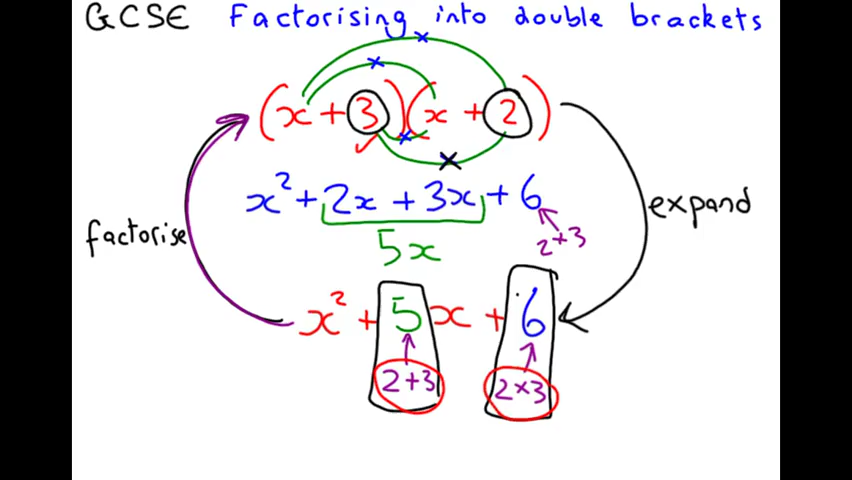 GCSE Factorising into double brackets
(x + 3)(x + 2)
x² + 2x + 3x + 6
expand
factorise
2×3
5x
x² + 5x + 6
2+3 2×3